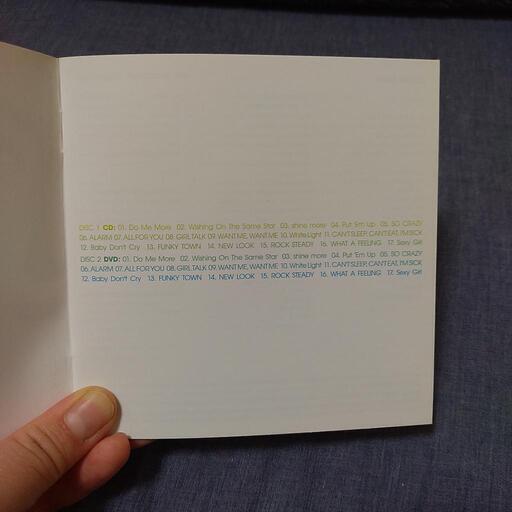 DISC 1 CD: 01. Do Me More 02. Wishing On The Same Star 03. shine more 04. Put 'Em Up 05. SO CRAZY
06. ALARM 07. ALL FOR YOU 08. GIRL TALK 09. WANT ME, WANT ME 10. White Light 11. CAN'T SLEEP, CAN'T EAT, I'M SICK
12. Baby Don't Cry 13. FUNKY TOWN 14. NEW LOOK 15. ROCK STEADY 16. WHAT A FEELING 17. Sexy Girl
DISC 2 DVD: 01. Do Me More 02. Wishing On The Same Star 03. shine more 04. Put 'Em Up 05. SO CRAZY
06. ALARM 07. ALL FOR YOU 08. GIRL TALK 09. WANT ME, WANT ME 10. White Light 11. CAN'T SLEEP, CAN'T EAT, I'M SICK
12. Baby Don't Cry 13. FUNKY TOWN 14. NEW LOOK 15. ROCK STEADY 16. WHAT A FEELING 17. Sexy Girl